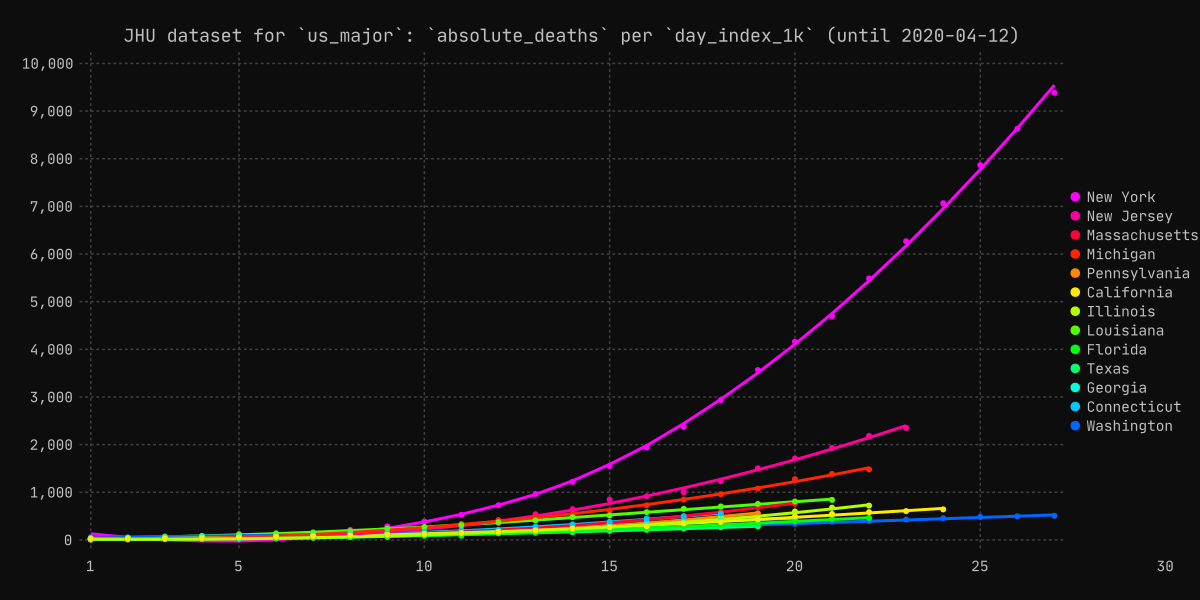 JHU dataset for `us_major`: `absolute_deaths` per `day_index_1k` (until 2020-04-12)
10,000
9,000
8,000
7,000
6,000
5,000
4,000
3,000
2,000
1,000
0
1 5 10 15 20 25 30
New York
New Jersey
Massachusetts
Michigan
Pennsylvania
California
Illinois
Louisiana
Florida
Texas
Georgia
Connecticut
Washington